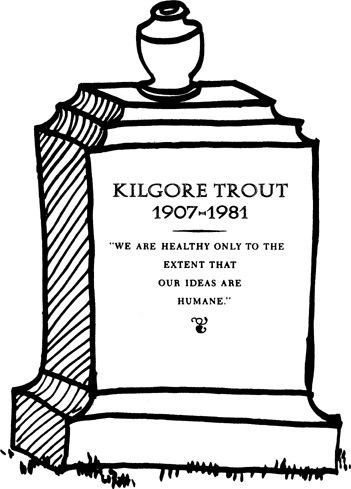 KILGORE TROUT
1907-1981
"WE ARE HEALTHY ONLY TO THE
EXTENT THAT
OUR IDEAS ARE
HUMANE."